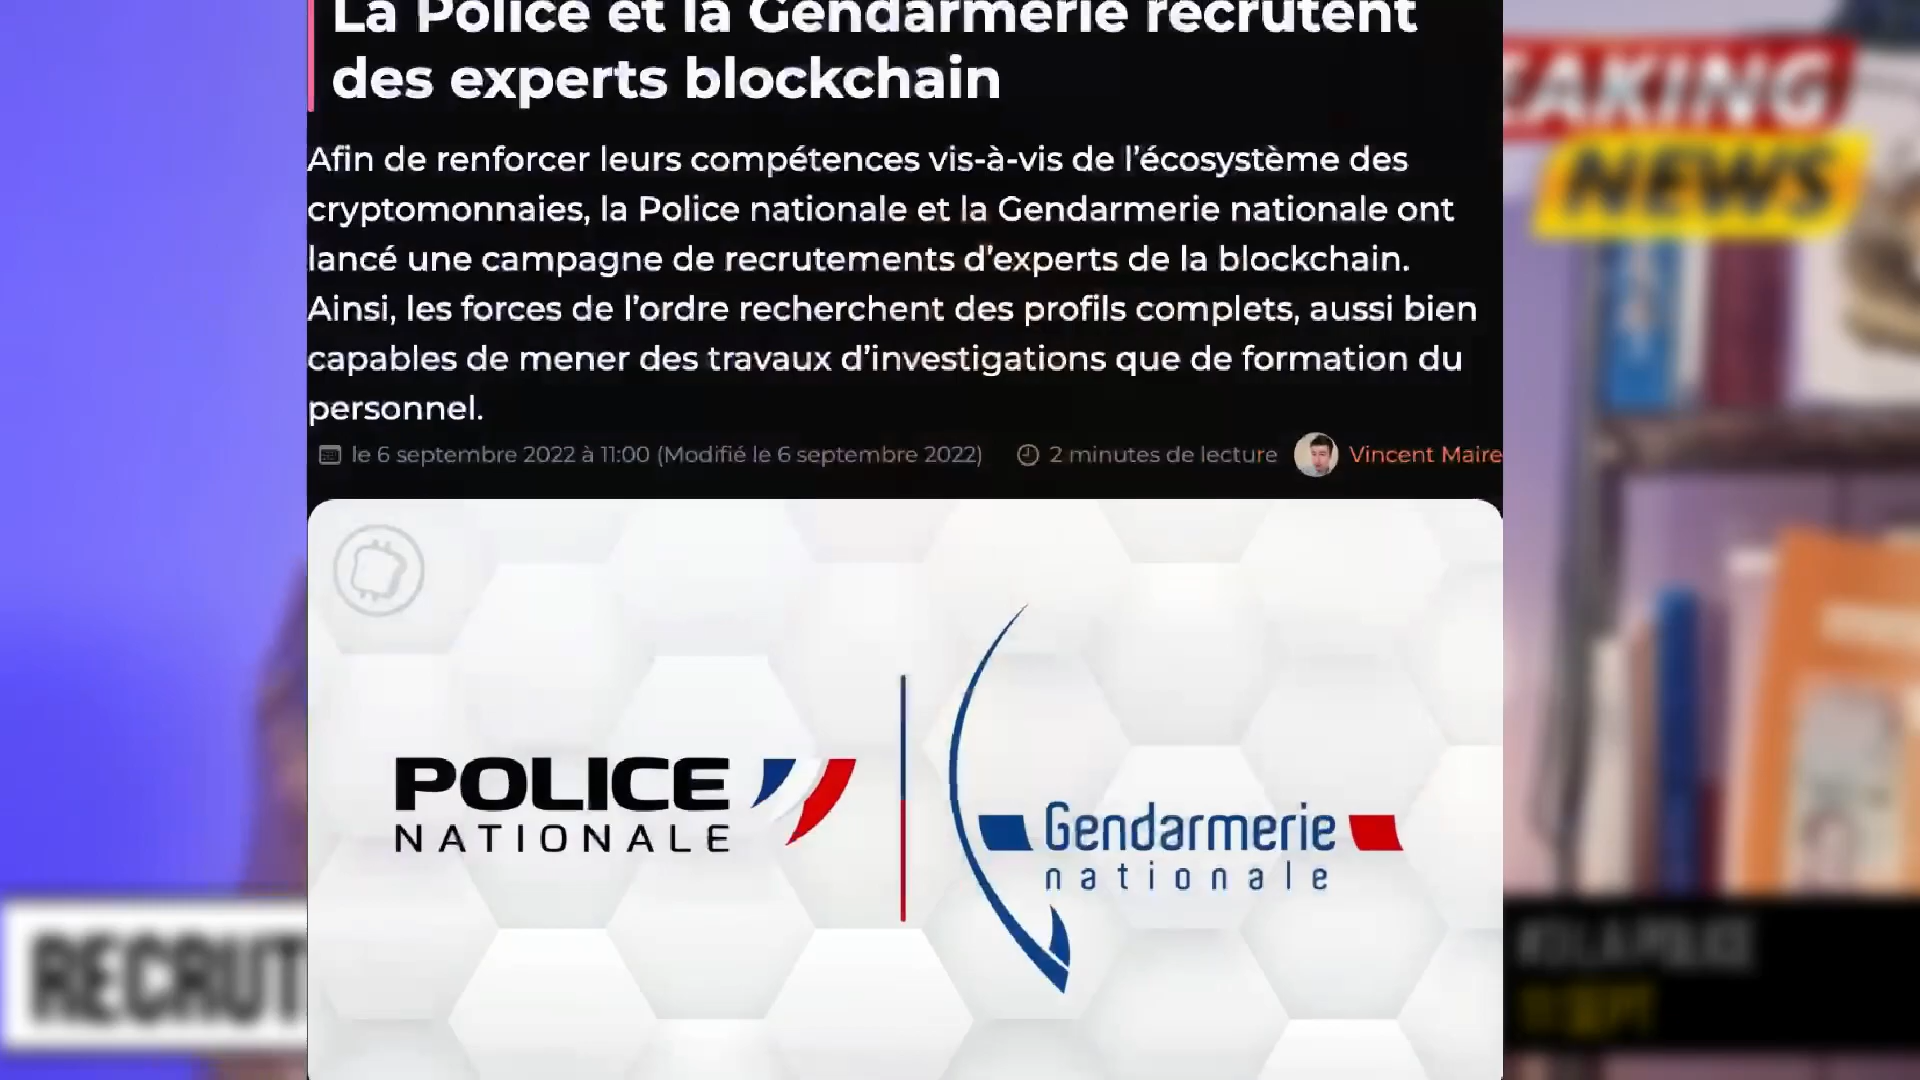 La Police et la Gendarmerie recrutent
des experts blockchain
Afin de renforcer leurs compétences vis-à-vis de l'écosystème des
cryptomonnaies, la Police nationale et la Gendarmerie nationale ont
lancé une campagne de recrutements d'experts de la blockchain.
Ainsi, les forces de l'ordre recherchent des profils complets, aussi bien
capables de mener des travaux d'investigations que de formation du
personnel.
le 6 septembre 2022 à 11:00 (Modifié le 6 septembre 2022) 2 minutes de lecture Vincent Maire
POLICE
NATIONALE
Gendarmerie
nationale
AKING
NEWS
RECRUT
LA POLICE